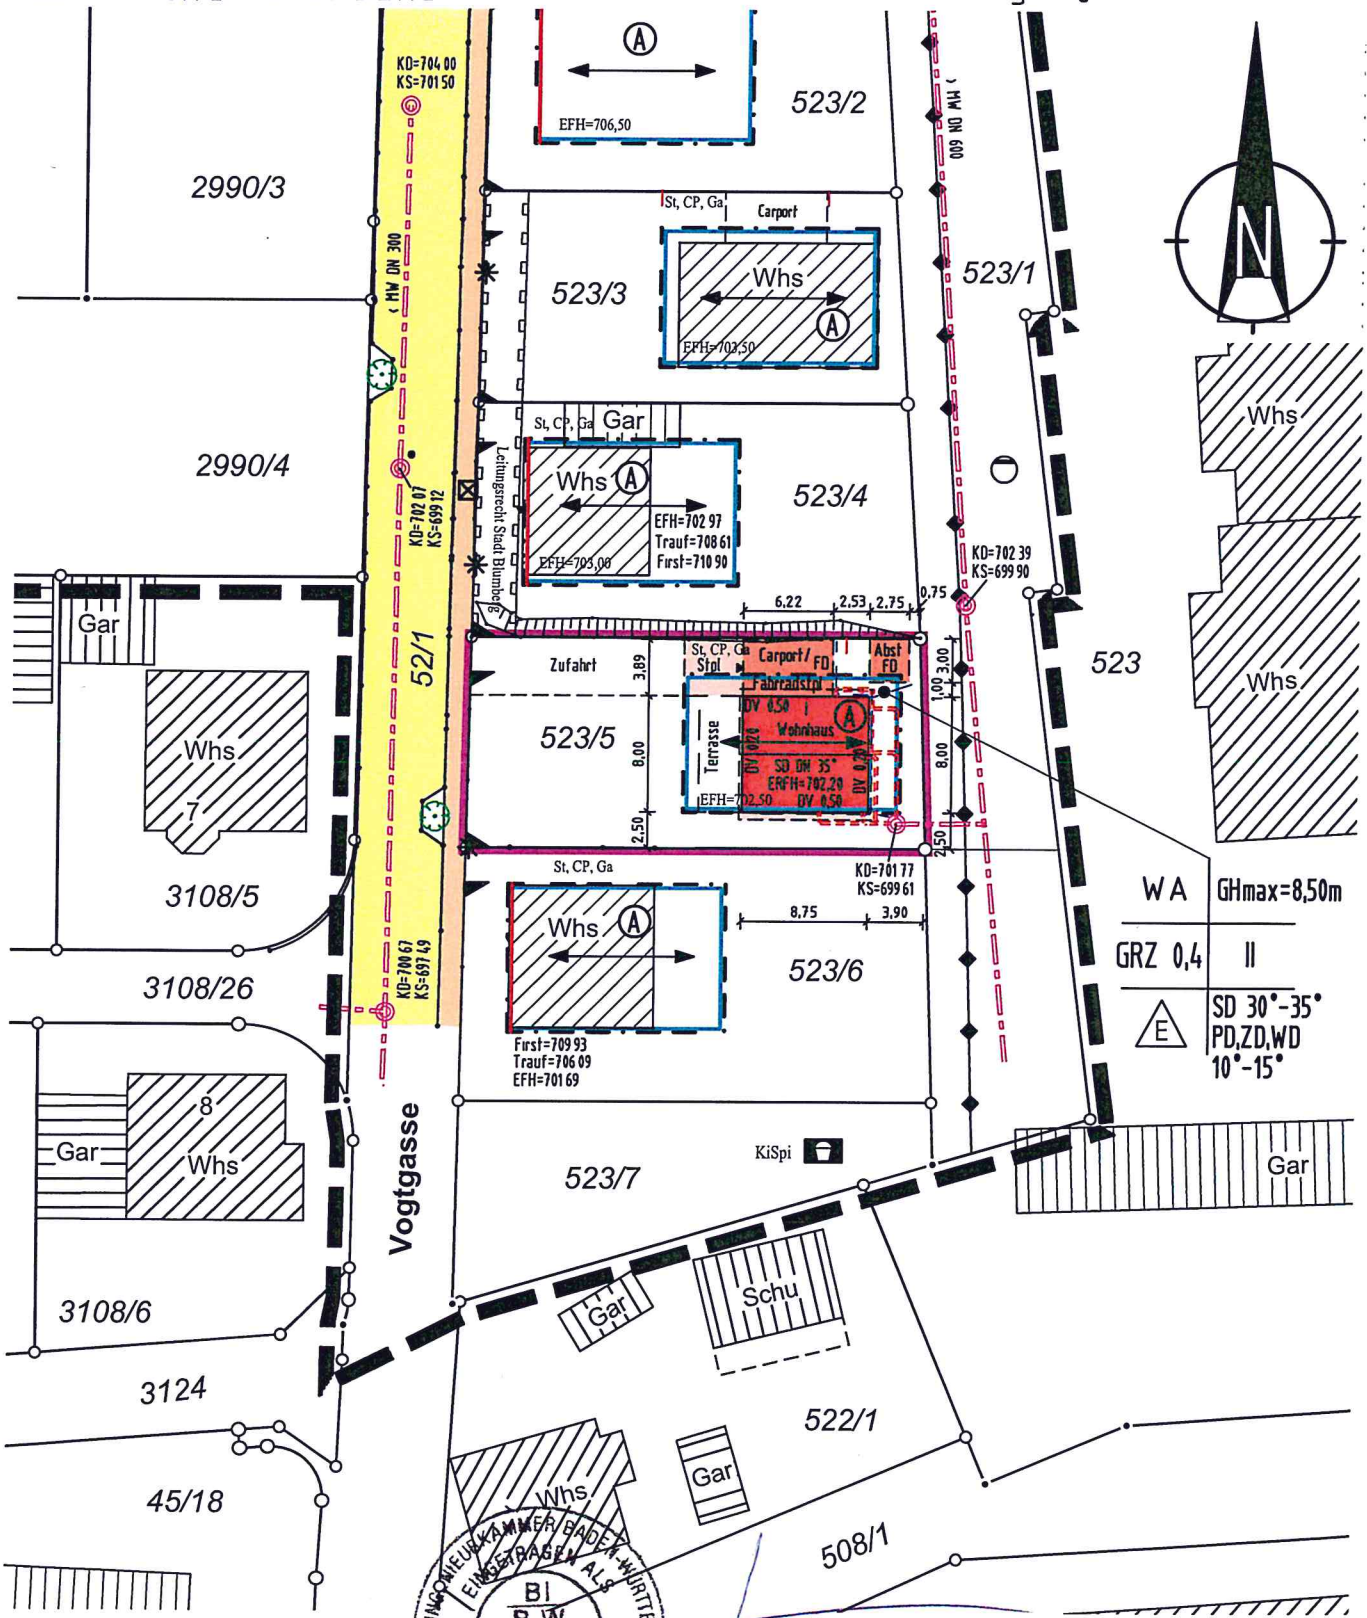 KD=704 00
KS=701 50
A
EFH=706,50
523/2
< MW DN 600
2990/3
St, CP, Ga
Carport
523/3
Whs
A
EFH=703,50
523/1
N
< MW DN 300
Whs
St, CP, Ga
Gar
2990/4
Whs
A
523/4
Leitungsrecht Stadt Blumberg
KD=702 07
KS=699 12
EFH=702 97
Trauf=708 61
First=710 90
EFH=703,00
KD=702 39
KS=699 90
6,22
2,53
2,75
0,75
Gar
52/1
Zufahrt
3,89
St, CP, Ga
Stpl
Carport/
FD
Abst
FD
3,00
523
Fahrradstpl
1,00
Whs
523/5
DV 0,50
A
Wohnhaus
Terrasse
DV 0,20
SD DN 35°
ERFH=702,20
DV 0,20
8,00
8,00
EFH=702,50
DV 0,50
Whs
7
2,50
2,50
St, CP, Ga
KD=701 77
KS=699 61
3108/5
WA
GHmax=8,50m
8,75
3,90
Whs
A
GRZ 0,4
II
523/6
3108/26
KD=700 67
KS=697 49
E
SD 30°-35°
PD,ZD,WD
10°-15°
First=709 93
Trauf=706 09
EFH=701 69
8
Whs
Gar
Vogtgasse
KiSpi
523/7
Gar
3108/6
Gar
Schu
3124
522/1
Whs
Gar
45/18
508/1
EINGETRAGEN ALS
BI